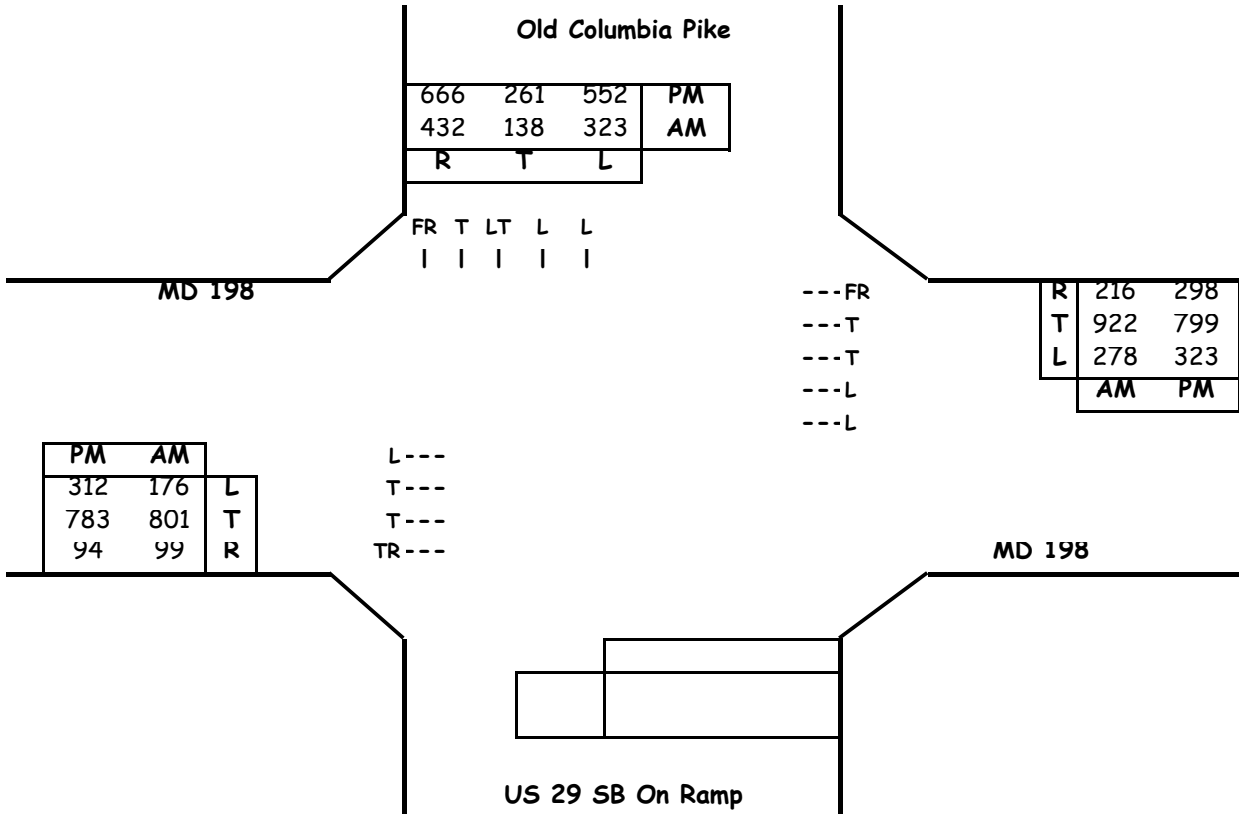 Old Columbia Pike
666 261 552 PM
432 138 323 AM
R T L
FR T LT L L
MD 198
---FR
---T
---T
---L
---L
R 216 298
T 922 799
L 278 323
AM PM
PM AM
312 176 L
783 801 T
94 99 R
L---
T---
T---
TR---
MD 198
US 29 SB On Ramp